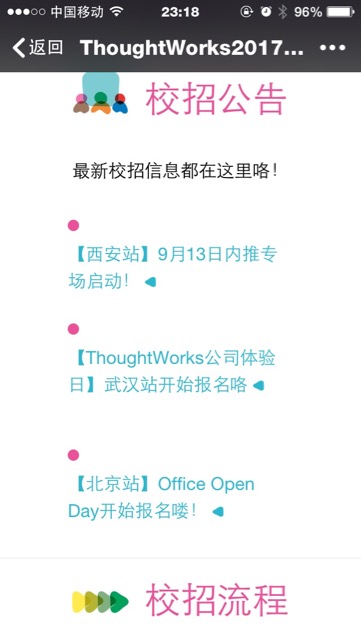 中国移动 23:18 96%
返回 ThoughtWorks2017...
校招公告
最新校招信息都在这里咯！
【西安站】9月13日内推专
场启动！
【ThoughtWorks公司体验
日】武汉站开始报名咯
【北京站】Office Open
Day开始报名喽！
校招流程